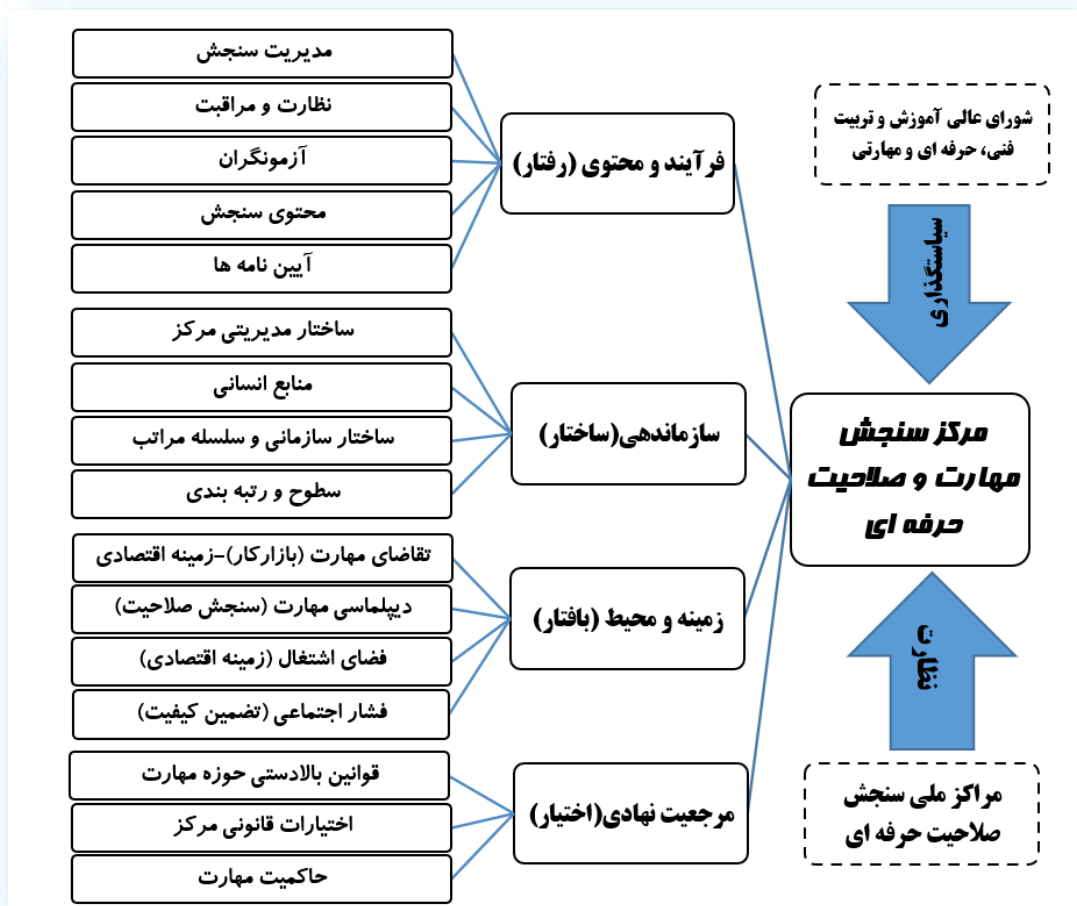 شورای عالی آموزش و تربیت
فنی، حرفه ای و مهارتی
سیاستگذاری
مرکز سنجش
مهارت و صلاحیت
حرفه ای
نظارت
مراکز ملی سنجش
صلاحیت حرفه ای
فرآیند و محتوی (رفتار)
مدیریت سنجش
نظارت و مراقبت
آزمونگران
محتوی سنجش
آیین نامه ها
سازماندهی(ساختار)
ساختار مدیریتی مرکز
منابع انسانی
ساختار سازمانی و سلسله مراتب
سطوح و رتبه بندی
زمینه و محیط (بافتار)
تقاضای مهارت (بازارکار)-زمینه اقتصادی
دیپلماسی مهارت (سنجش صلاحیت)
فضای اشتغال (زمینه اقتصادی)
فشار اجتماعی (تضمین کیفیت)
مرجعیت نهادی(اختیار)
قوانین بالادستی حوزه مهارت
اختیارات قانونی مرکز
حاکمیت مهارت